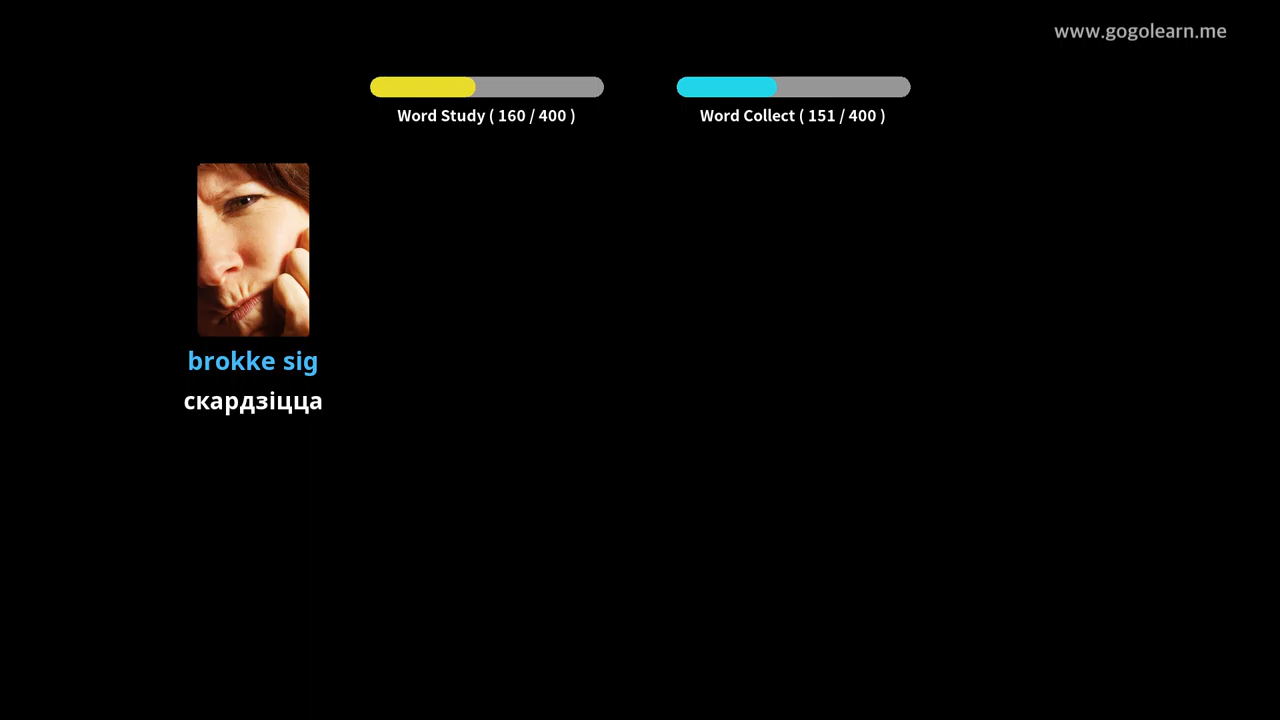 www.gogolearn.me
Word Study ( 160 / 400 )
Word Collect ( 151 / 400 )
brokke sig
скардзіцца